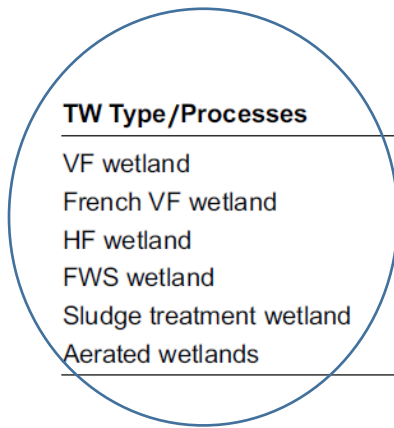 TW Type/Processes
VF wetland
French VF wetland
HF wetland
FWS wetland
Sludge treatment wetland
Aerated wetlands